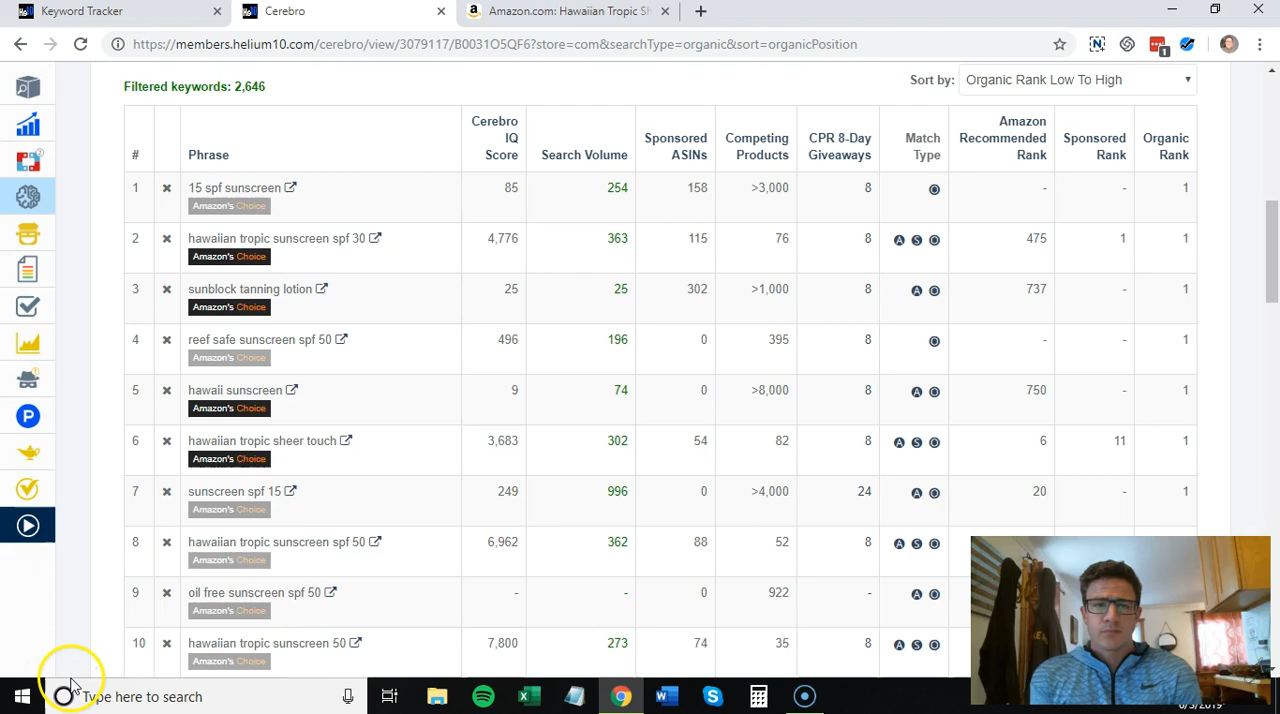 Keyword Tracker
Cerebro
Amazon.com: Hawaiian Tropic Sh
https://members.helium10.com/cerebro/view/3079117/B0031O5QF6?store=com&searchType=organic&sort=organicPosition
1
Filtered keywords: 2,646
Sort by: Organic Rank Low To High
# Phrase Cerebro IQ Score Search Volume Sponsored ASINs Competing Products CPR 8-Day Giveaways Match Type Amazon Recommended Rank Sponsored Rank Organic Rank
1 15 spf sunscreen 85 254 158 >3,000 8 O - - 1
Amazon's Choice
2 hawaiian tropic sunscreen spf 30 4,776 363 115 76 8 A S O 475 1 1
Amazon's Choice
3 sunblock tanning lotion 25 25 302 >1,000 8 A O 737 - 1
Amazon's Choice
4 reef safe sunscreen spf 50 496 196 0 395 8 O - - 1
Amazon's Choice
5 hawaii sunscreen 9 74 0 >8,000 8 A O 750 - 1
Amazon's Choice
6 hawaiian tropic sheer touch 3,683 302 54 82 8 A S O 6 11 1
Amazon's Choice
7 sunscreen spf 15 249 996 0 >4,000 24 A O 20 - 1
Amazon's Choice
8 hawaiian tropic sunscreen spf 50 6,962 362 88 52 8 A S O
Amazon's Choice
9 oil free sunscreen spf 50 - - 0 922 - A O
Amazon's Choice
10 hawaiian tropic sunscreen 50 7,800 273 74 35 8 A S O
Amazon's Choice
Type here to search